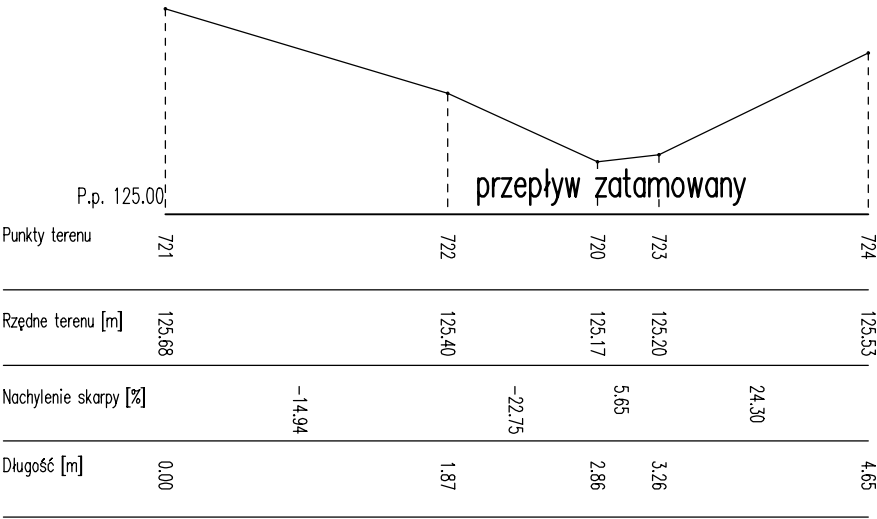 przepływ zatamowany
P.p. 125.00
Punkty terenu 721 722 720 723 724
Rzędne terenu [m] 125.68 125.40 125.17 125.20 125.53
Nachylenie skarpy [%] -14.94 -22.75 5.65 24.30
Długość [m] 0.00 1.87 2.86 3.26 4.65